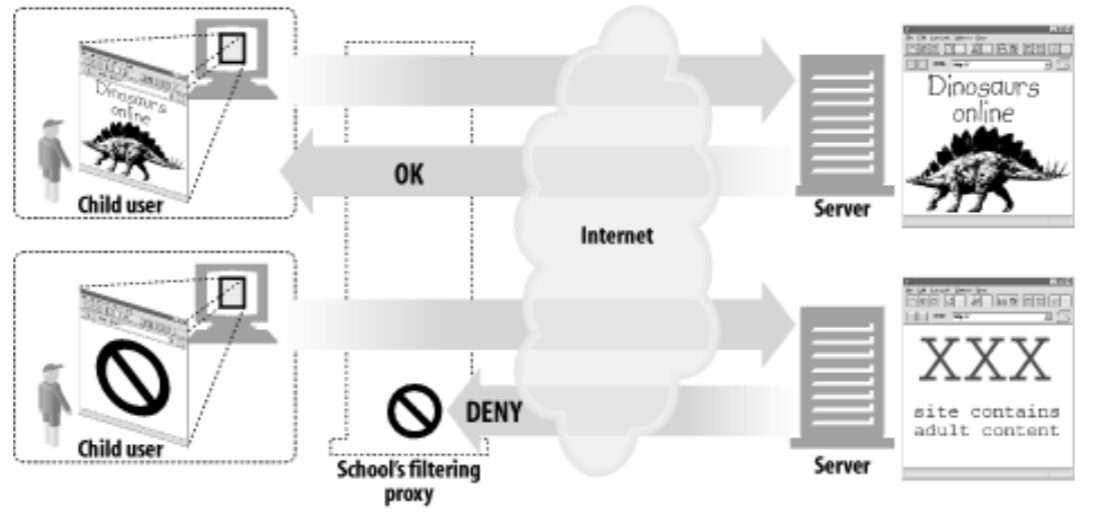 Dinosaurs
online
Child user
OK
Internet
Server
Dinosaurs
online
Child user
DENY
School's filtering
proxy
Server
XXX
site contains
adult content